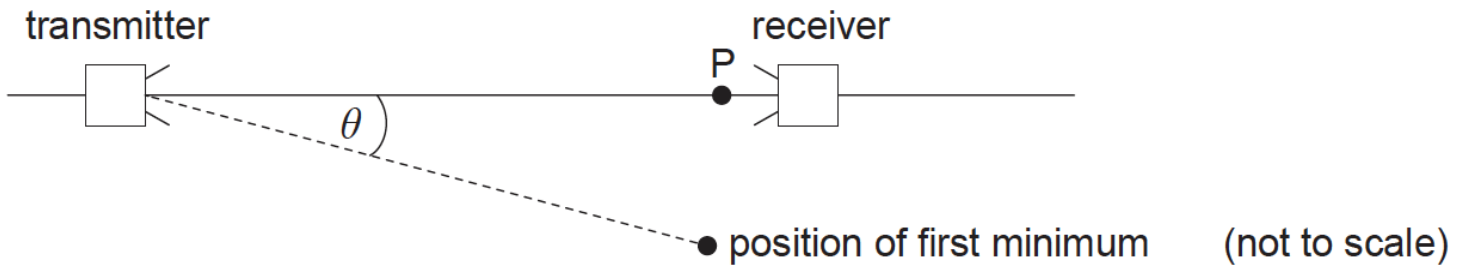 transmitter
receiver
P
θ
position of first minimum (not to scale)